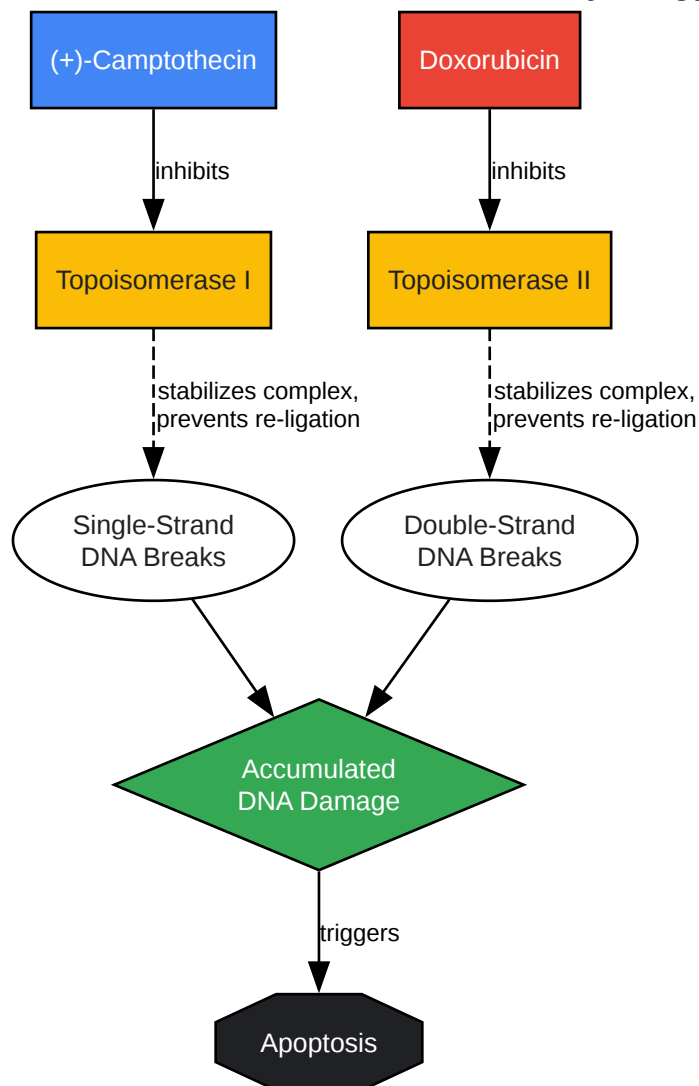 (+)-Camptothecin
Doxorubicin
inhibits
inhibits
Topoisomerase I
Topoisomerase II
stabilizes complex,
prevents re-ligation
stabilizes complex,
prevents re-ligation
Single-Strand
DNA Breaks
Double-Strand
DNA Breaks
Accumulated
DNA Damage
triggers
Apoptosis